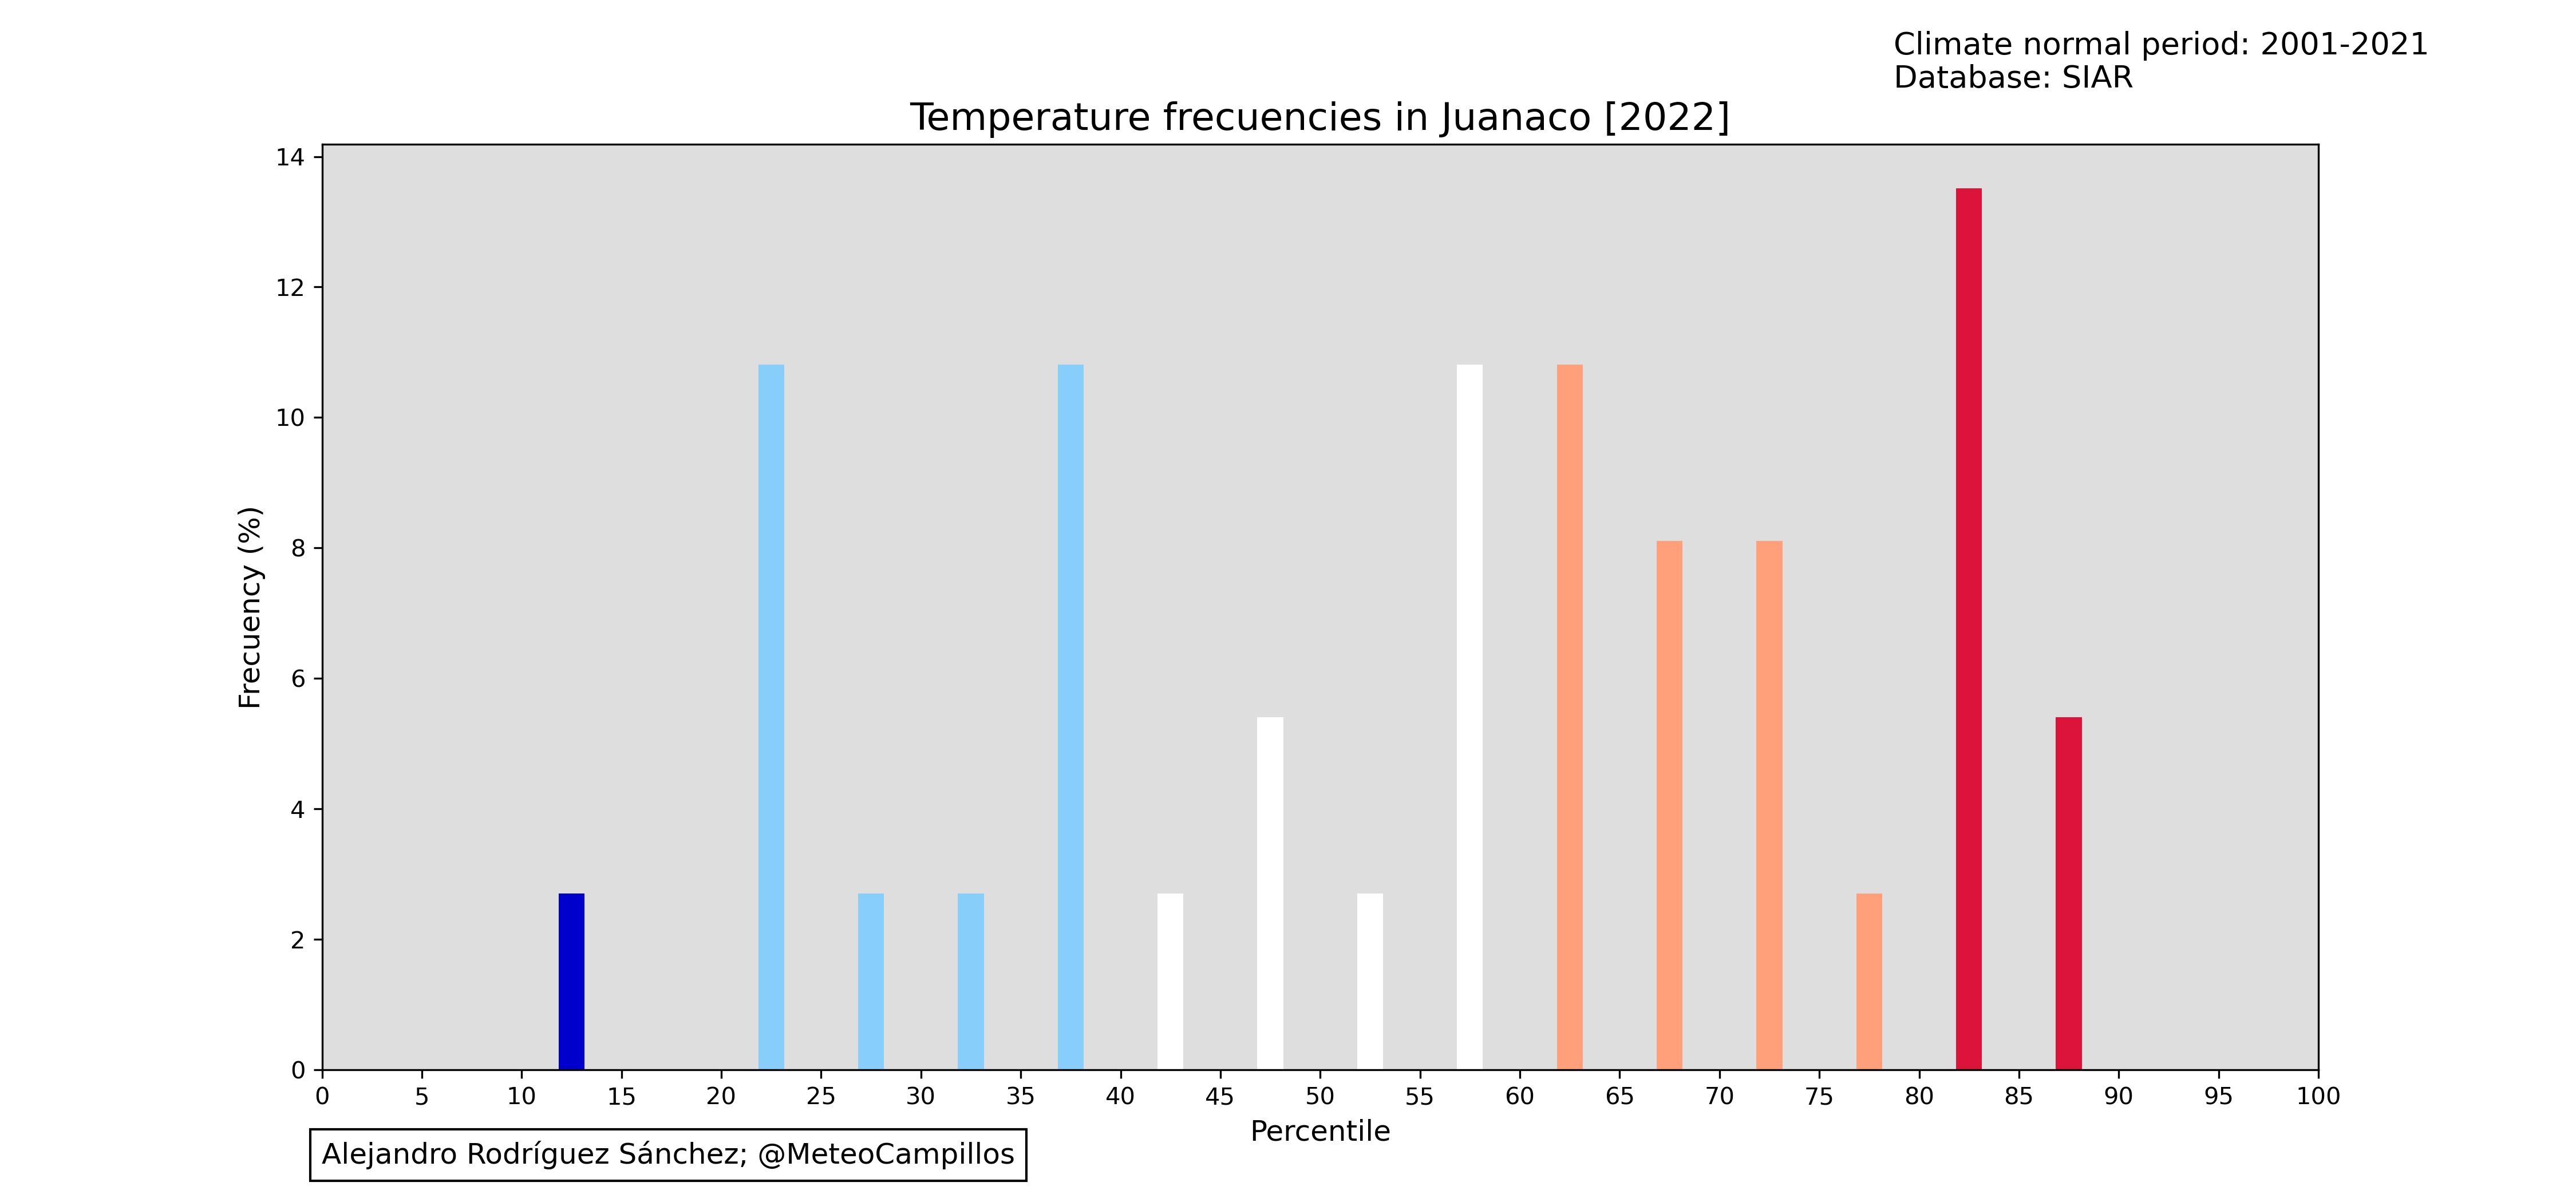 Climate normal period: 2001-2021
Database: SIAR
Temperature frecuencies in Juanaco [2022]
14
12
10
8
6
4
2
0
Frecuency (%)
0 5 10 15 20 25 30 35 40 45 50 55 60 65 70 75 80 85 90 95 100
Percentile
Alejandro Rodríguez Sánchez; @MeteoCampillos